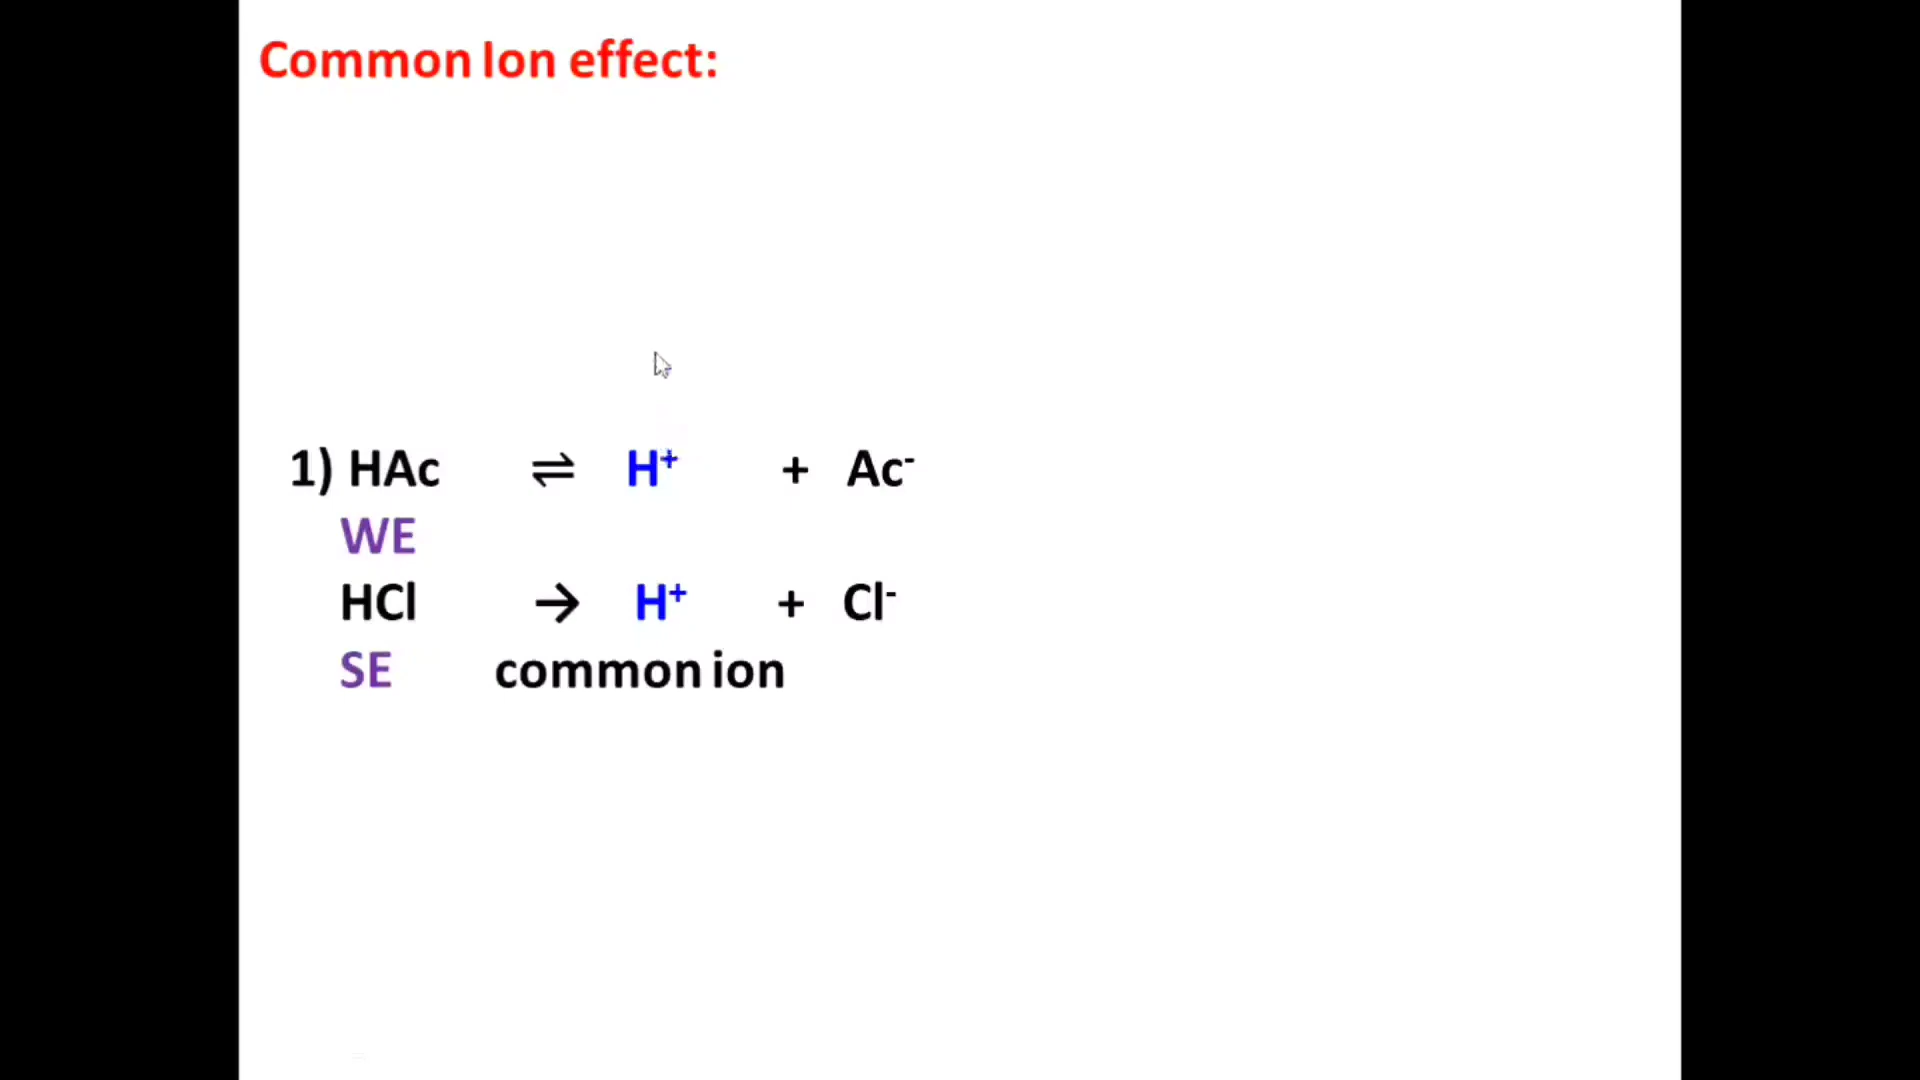 Common Ion effect:
1) HAc ⇌ H⁺ + Ac⁻
WE
HCl → H⁺ + Cl⁻
SE common ion